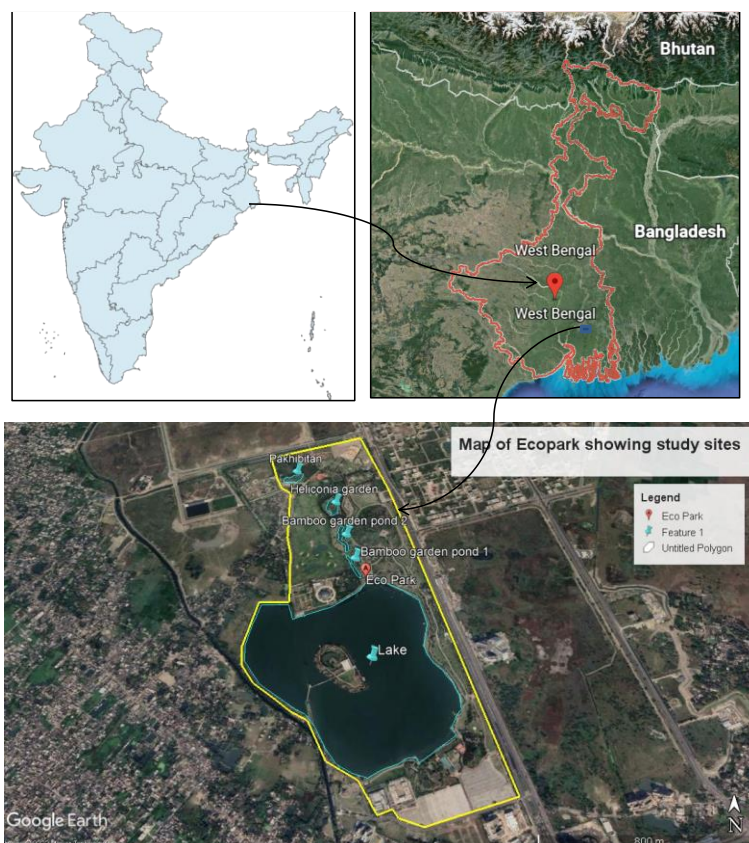 Bhutan
Bangladesh
West Bengal
West Bengal
Map of Ecopark showing study sites
Legend
Eco Park
Feature 1
Untitled Polygon
Pakhibitan
Heliconia garden
Bamboo garden pond 2
Bamboo garden pond 1
Eco Park
Lake
Google Earth
N
800 m